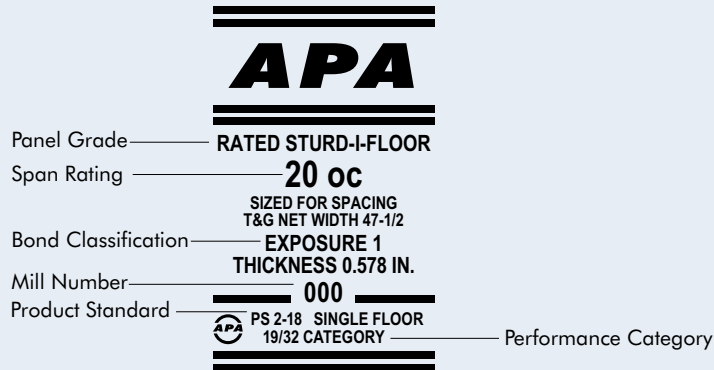 APA
Panel Grade RATED STURD-I-FLOOR
Span Rating 20 oc
SIZED FOR SPACING
T&G NET WIDTH 47-1/2
Bond Classification EXPOSURE 1
THICKNESS 0.578 IN.
Mill Number 000
Product Standard PS 2-18 SINGLE FLOOR
APA 19/32 CATEGORY Performance Category